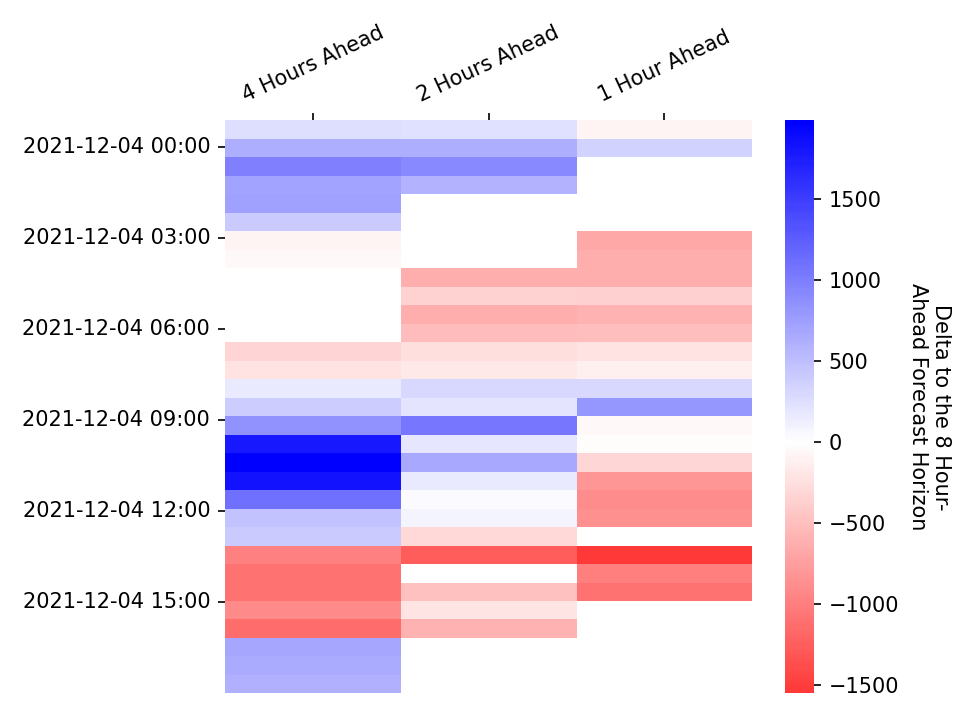 4 Hours Ahead
2 Hours Ahead
1 Hour Ahead
2021-12-04 00:00
2021-12-04 03:00
2021-12-04 06:00
2021-12-04 09:00
2021-12-04 12:00
2021-12-04 15:00
1500
1000
500
0
−500
−1000
−1500
Delta to the 8 Hour-
Ahead Forecast Horizon